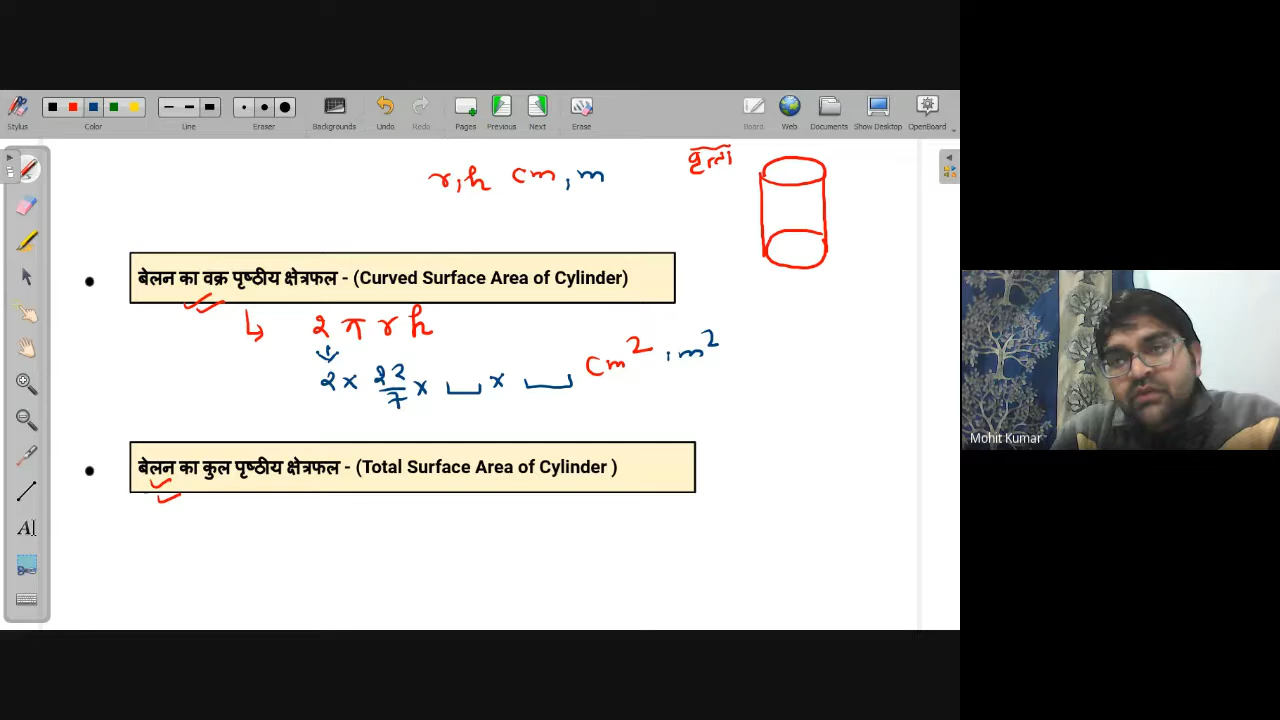 Stylus
Color
Line
Eraser
Backgrounds
Undo
Redo
Pages
Previous
Next
Erase
Board
Web
Documents
Show Desktop
OpenBoard
r, h cm, m
बेलन का वक्र पृष्ठीय क्षेत्रफल - (Curved Surface Area of Cylinder)
2 π r h
2 × 22/7 × × cm², m²
बेलन का कुल पृष्ठीय क्षेत्रफल - (Total Surface Area of Cylinder )
AI
Mohit Kumar